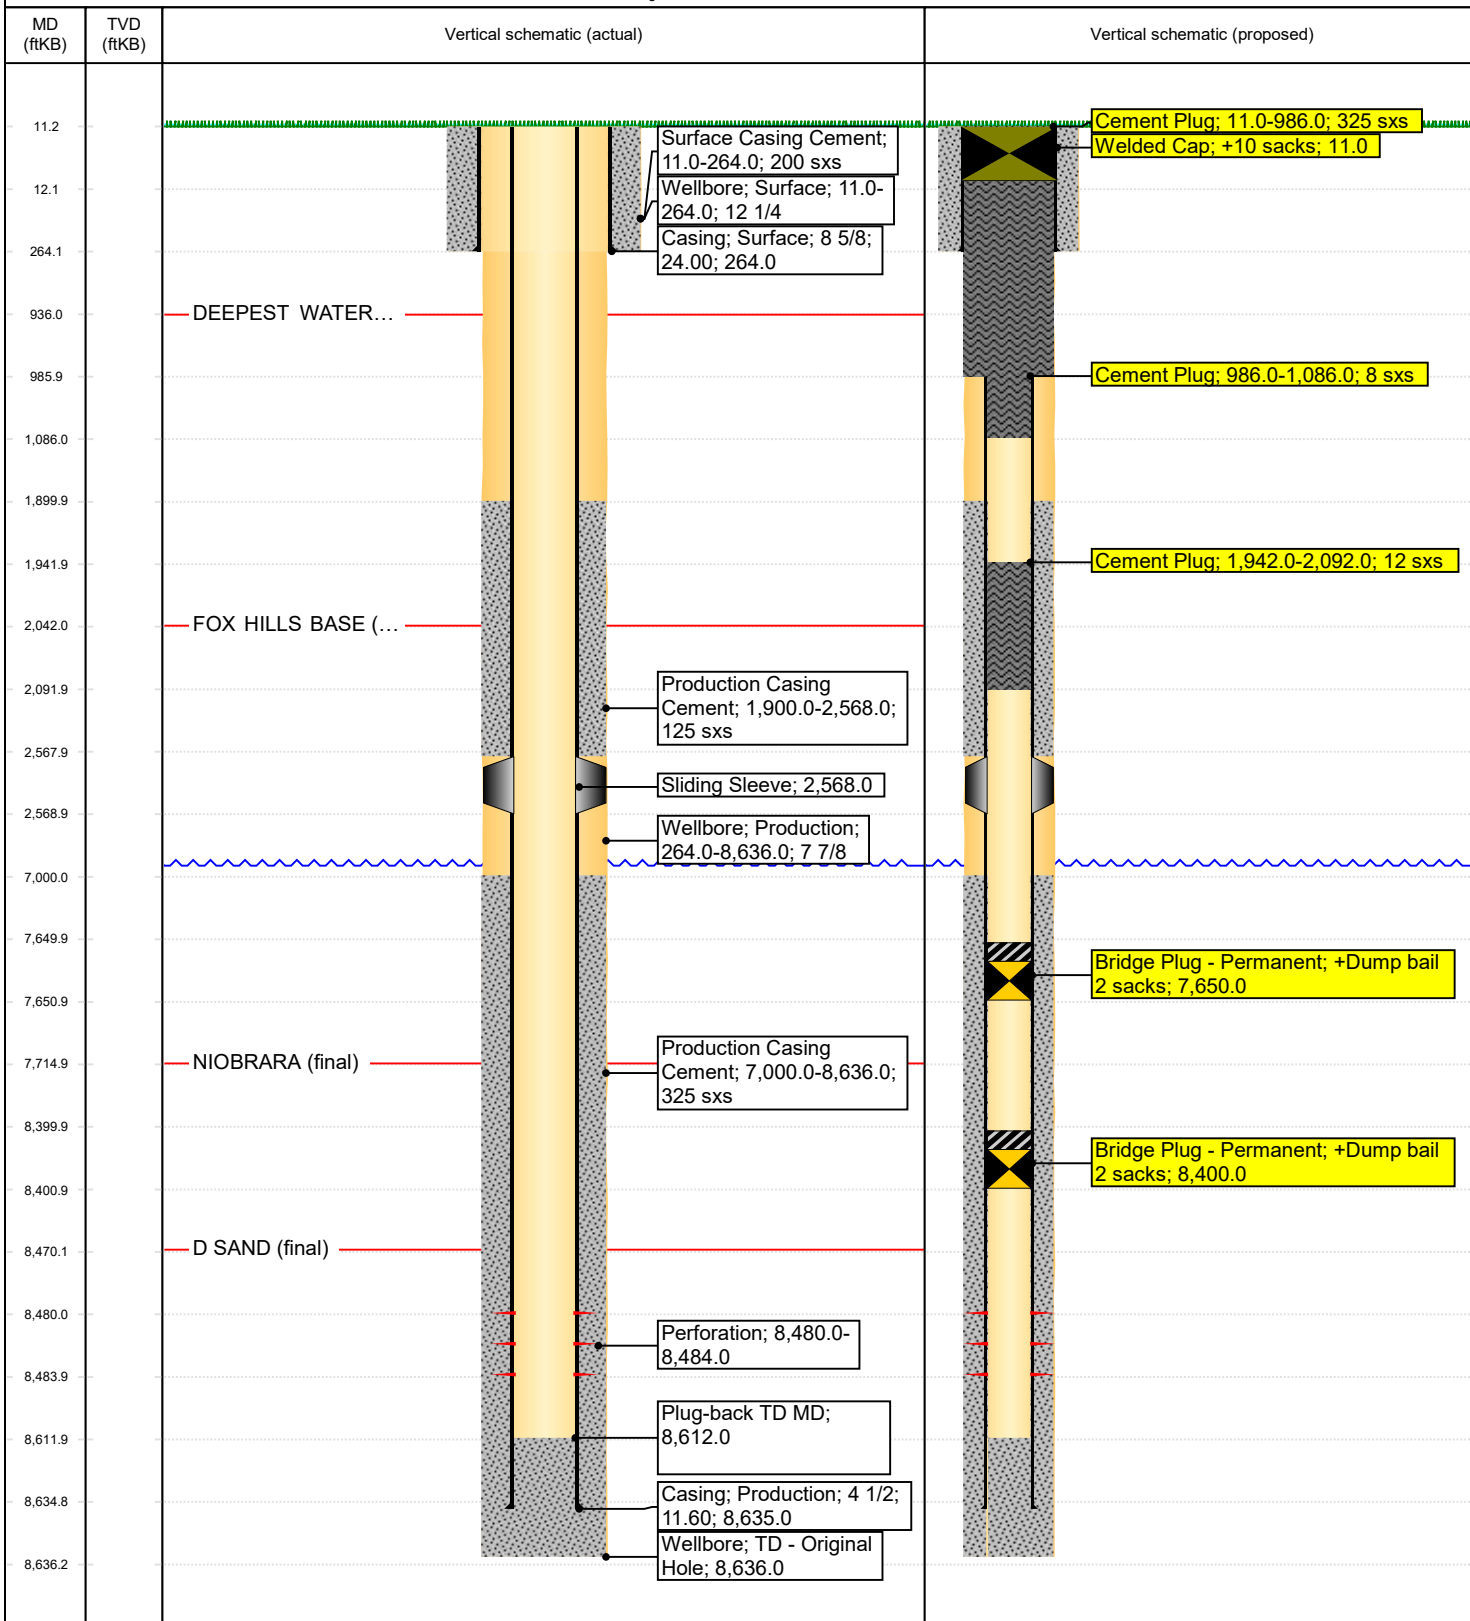 MD
(ftKB)
TVD
(ftKB)
Vertical schematic (actual)
Vertical schematic (proposed)
11.2
12.1
264.1
936.0
985.9
1,086.0
1,899.9
1,941.9
2,042.0
2,091.9
2,567.9
2,568.9
7,000.0
7,649.9
7,650.9
7,714.9
8,399.9
8,400.9
8,470.1
8,480.0
8,483.9
8,611.9
8,634.8
8,636.2
DEEPEST WATER...
FOX HILLS BASE (...
NIOBRARA (final)
D SAND (final)
Surface Casing Cement;
11.0-264.0; 200 sxs
Wellbore; Surface; 11.0-
264.0; 12 1/4
Casing; Surface; 8 5/8;
24.00; 264.0
Production Casing
Cement; 1,900.0-2,568.0;
125 sxs
Sliding Sleeve; 2,568.0
Wellbore; Production;
264.0-8,636.0; 7 7/8
Production Casing
Cement; 7,000.0-8,636.0;
325 sxs
Perforation; 8,480.0-
8,484.0
Plug-back TD MD;
8,612.0
Casing; Production; 4 1/2;
11.60; 8,635.0
Wellbore; TD - Original
Hole; 8,636.0
Cement Plug; 11.0-986.0; 325 sxs
Welded Cap; +10 sacks; 11.0
Cement Plug; 986.0-1,086.0; 8 sxs
Cement Plug; 1,942.0-2,092.0; 12 sxs
Bridge Plug - Permanent; +Dump bail
2 sacks; 7,650.0
Bridge Plug - Permanent; +Dump bail
2 sacks; 8,400.0